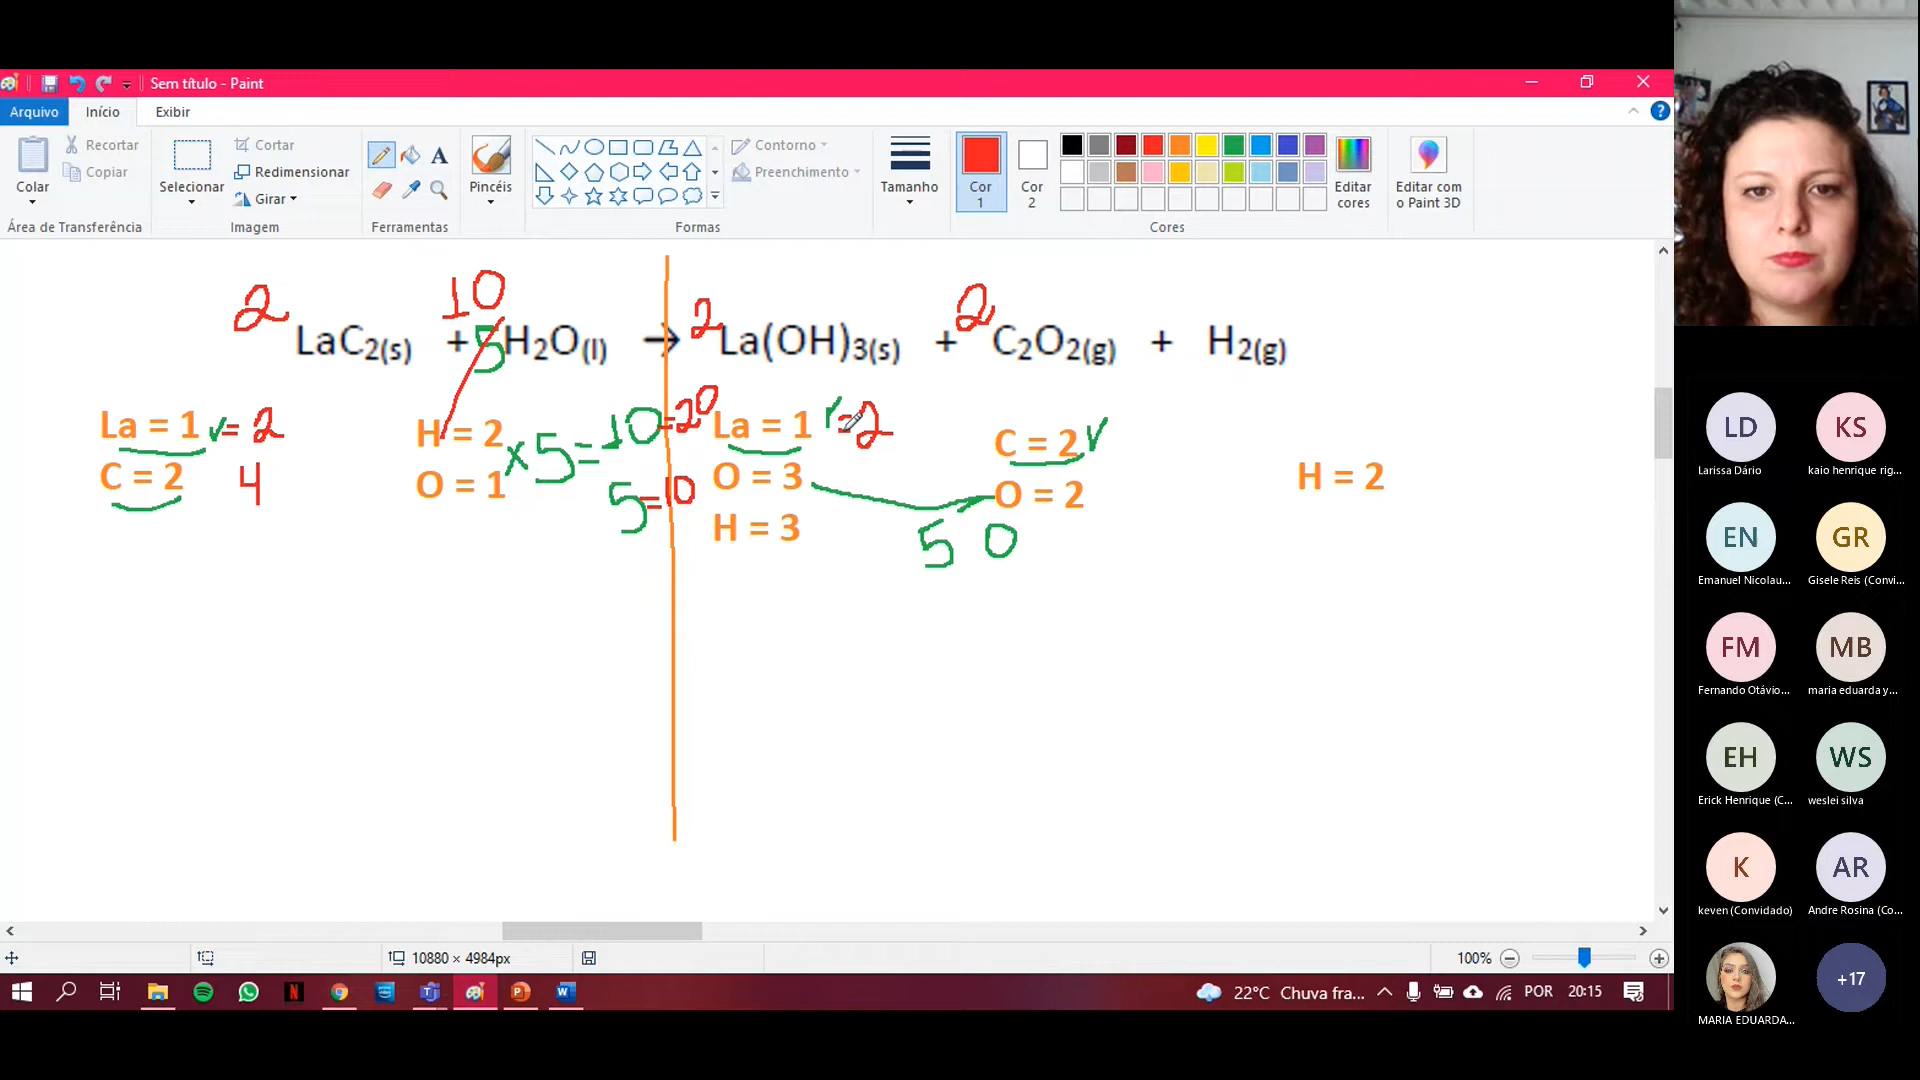 Sem título - Paint
Arquivo Início Exibir
Colar
Recortar
Copiar
Área de Transferência
Selecionar
Cortar
Redimensionar
Girar
Imagem
A
Ferramentas
Pincéis
Formas
Contorno
Preenchimento
Tamanho
Cor 1
Cor 2
Cores
Editar cores
Editar com o Paint 3D
2 10 2 2
LaC2(s) + 5 H2O(l) → La(OH)3(s) + C2O2(g) + H2(g)
La = 1 = 2
C = 2 4
H = 2 x 5 = 10 = 20
O = 1 5 = 10
La = 1 = 2
O = 3
H = 3
C = 2
O = 2
5 O
H = 2
10880 × 4984px
100%
22°C Chuva fra... POR 20:15
LD
Larissa Dário
KS
kaio henrique rig...
EN
Emanuel Nicolau...
GR
Gisele Reis (Convi...
FM
Fernando Otávio...
MB
maria eduarda y...
EH
Erick Henrique (C...
WS
weslei silva
K
keven (Convidado)
AR
Andre Rosina (Co...
MARIA EDUARDA...
+17